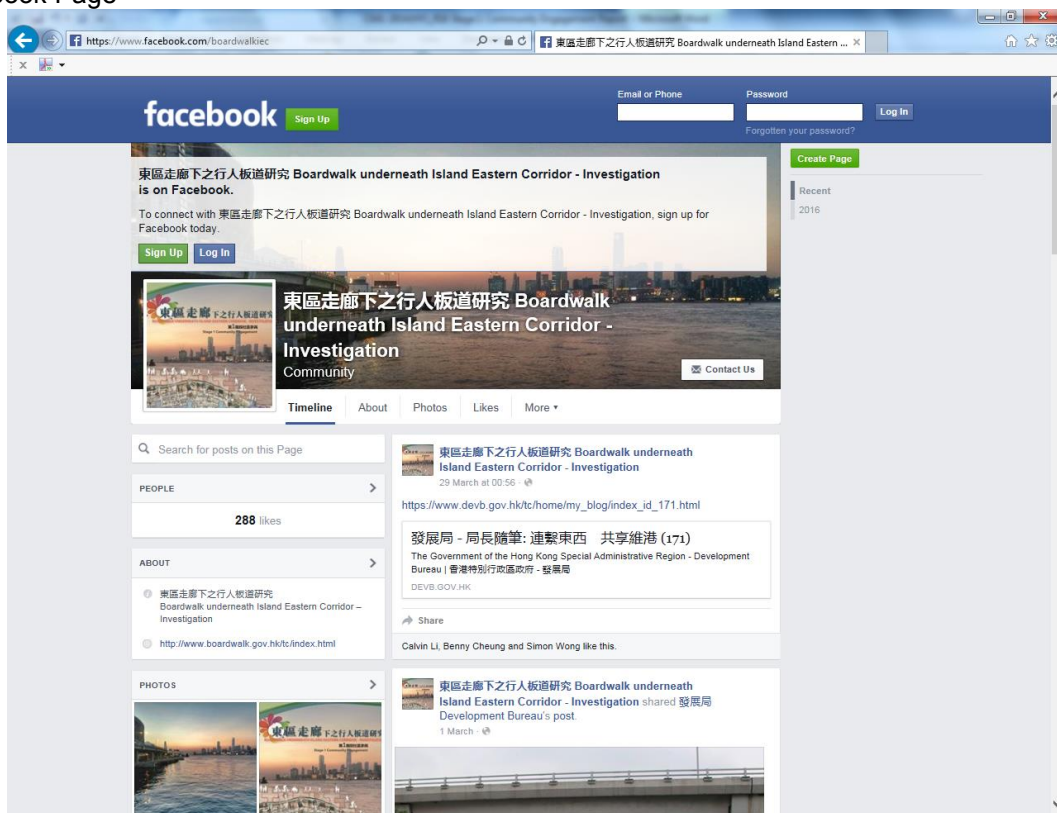 book Page
https://www.facebook.com/boardwalkiec
東區走廊下之行人板道研究 Boardwalk underneath Island Eastern ...
facebook
Sign Up
Email or Phone
Password
Log In
Forgotten your password?
東區走廊下之行人板道研究 Boardwalk underneath Island Eastern Corridor - Investigation
is on Facebook.
To connect with 東區走廊下之行人板道研究 Boardwalk underneath Island Eastern Corridor - Investigation, sign up for
Facebook today.
Sign Up
Log In
Create Page
Recent
2016
東區走廊下之行人板道研究
東區走廊下之行人板道研究 Boardwalk
underneath Island Eastern Corridor -
Investigation
Community
Contact Us
Timeline
About
Photos
Likes
More
Search for posts on this Page
PEOPLE
288 likes
ABOUT
東區走廊下之行人板道研究
Boardwalk underneath Island Eastern Corridor –
Investigation
http://www.boardwalk.gov.hk/tc/index.html
PHOTOS
東區走廊下之行人板道研究
東區走廊下之行人板道研究 Boardwalk underneath
Island Eastern Corridor - Investigation
29 March at 00:56
https://www.devb.gov.hk/tc/home/my_blog/index_id_171.html
發展局 - 局長隨筆: 連繫東西 共享維港 (171)
The Government of the Hong Kong Special Administrative Region - Development
Bureau | 香港特別行政區政府 - 發展局
DEVB.GOV.HK
Share
Calvin Li, Benny Cheung and Simon Wong like this.
東區走廊下之行人板道研究 Boardwalk underneath
Island Eastern Corridor - Investigation shared 發展局
Development Bureau's post.
1 March